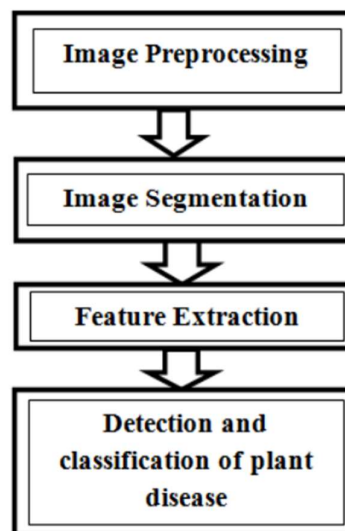 Image Preprocessing
Image Segmentation
Feature Extraction
Detection and
classification of plant
disease